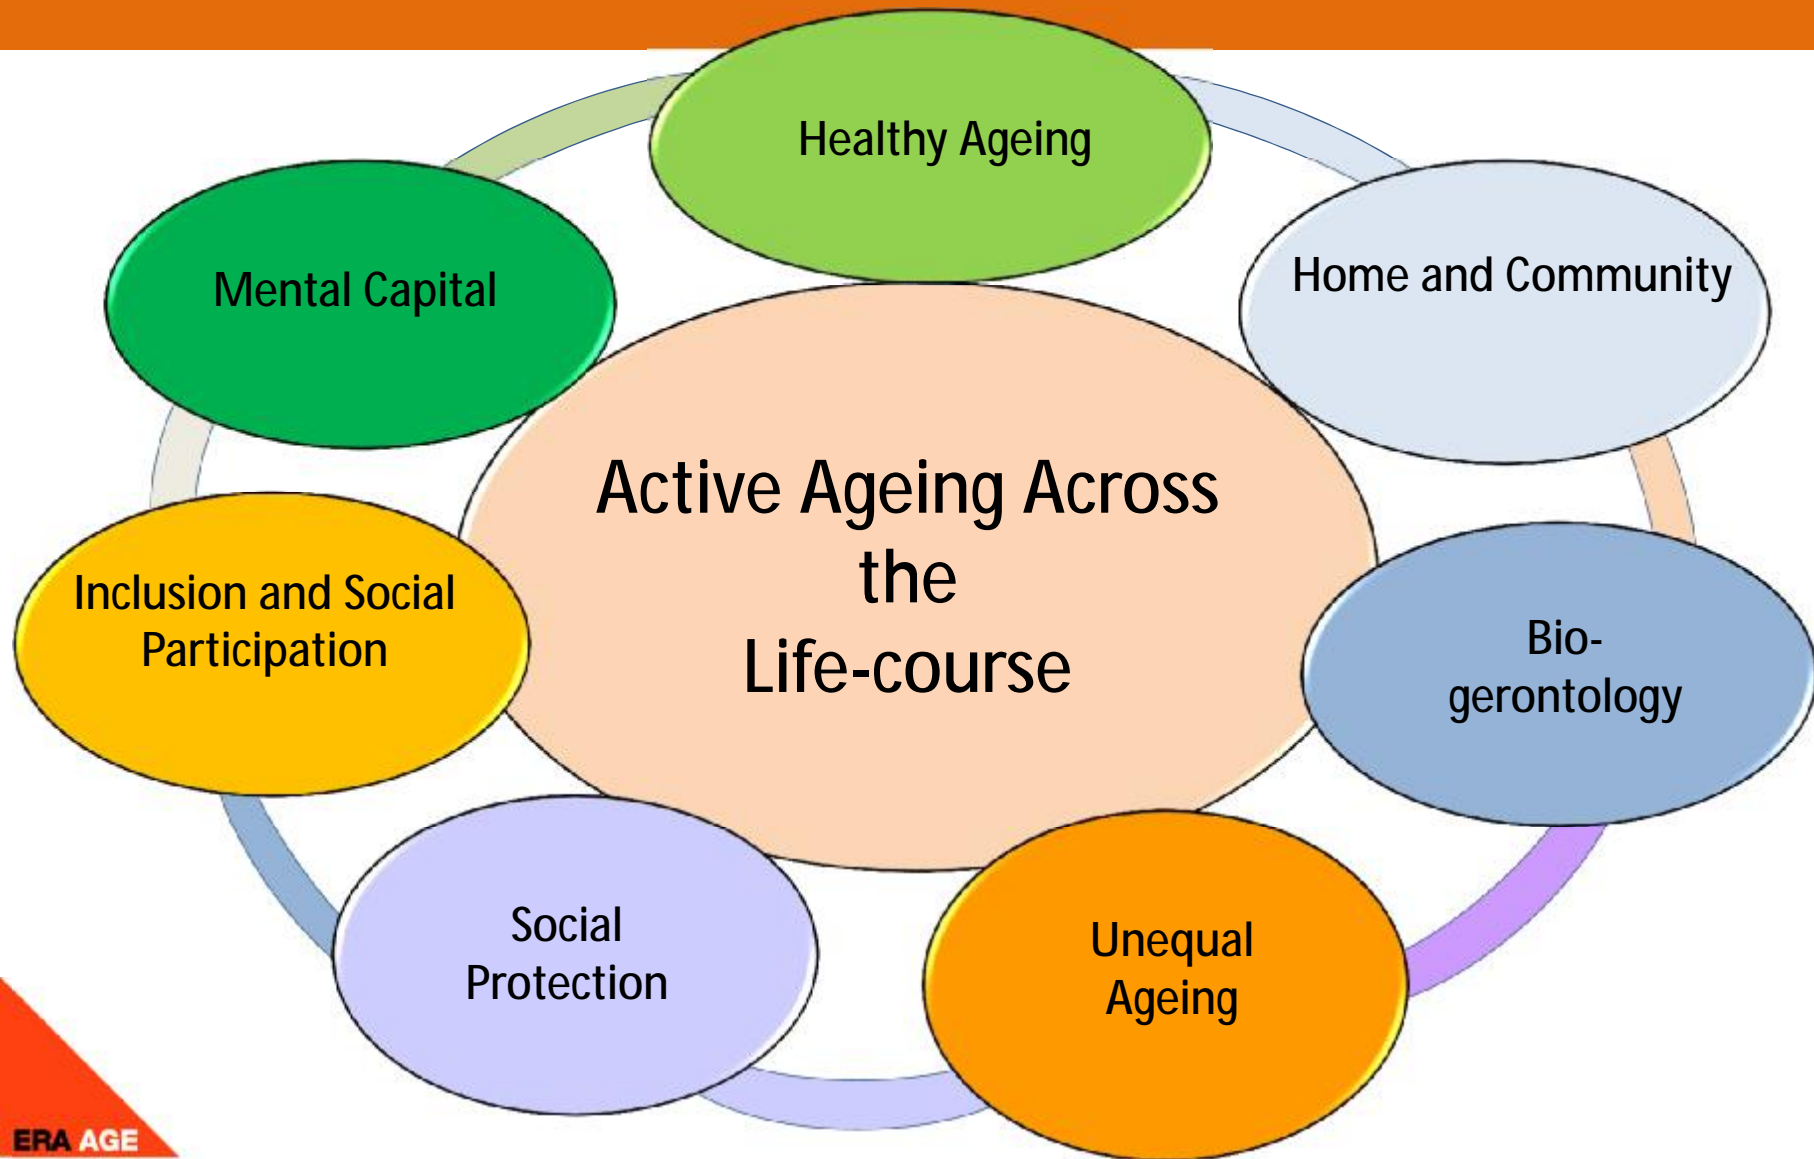 Healthy Ageing
Mental Capital
Home and Community
Active Ageing Across
the
Life-course
Inclusion and Social
Participation
Bio-
gerontology
Social
Protection
Unequal
Ageing
ERA AGE